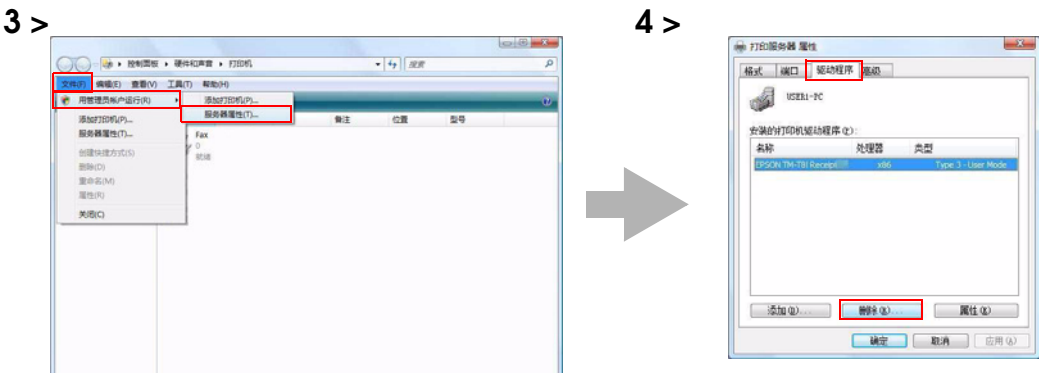 3 >
4 >
控制面板 ▸ 硬件和声音 ▸ 打印机
搜索
文件(F) 编辑(E) 查看(V) 工具(T) 帮助(H)
用管理员帐户运行(R)
添加打印机(P)...
服务器属性(T)...
添加打印机(P)...
服务器属性(T)...
创建快捷方式(S)
删除(D)
重命名(M)
属性(R)
关闭(C)
备注 位置 型号
Fax
0
就绪
打印服务器 属性
格式 端口 驱动程序 高级
USER1-PC
安装的打印机驱动程序(P):
名称 处理器 类型
EPSON TM-T81 Receipt x86 Type 3 - User Mode
添加(D)... 删除(R)... 属性(E)
确定 取消 应用(A)